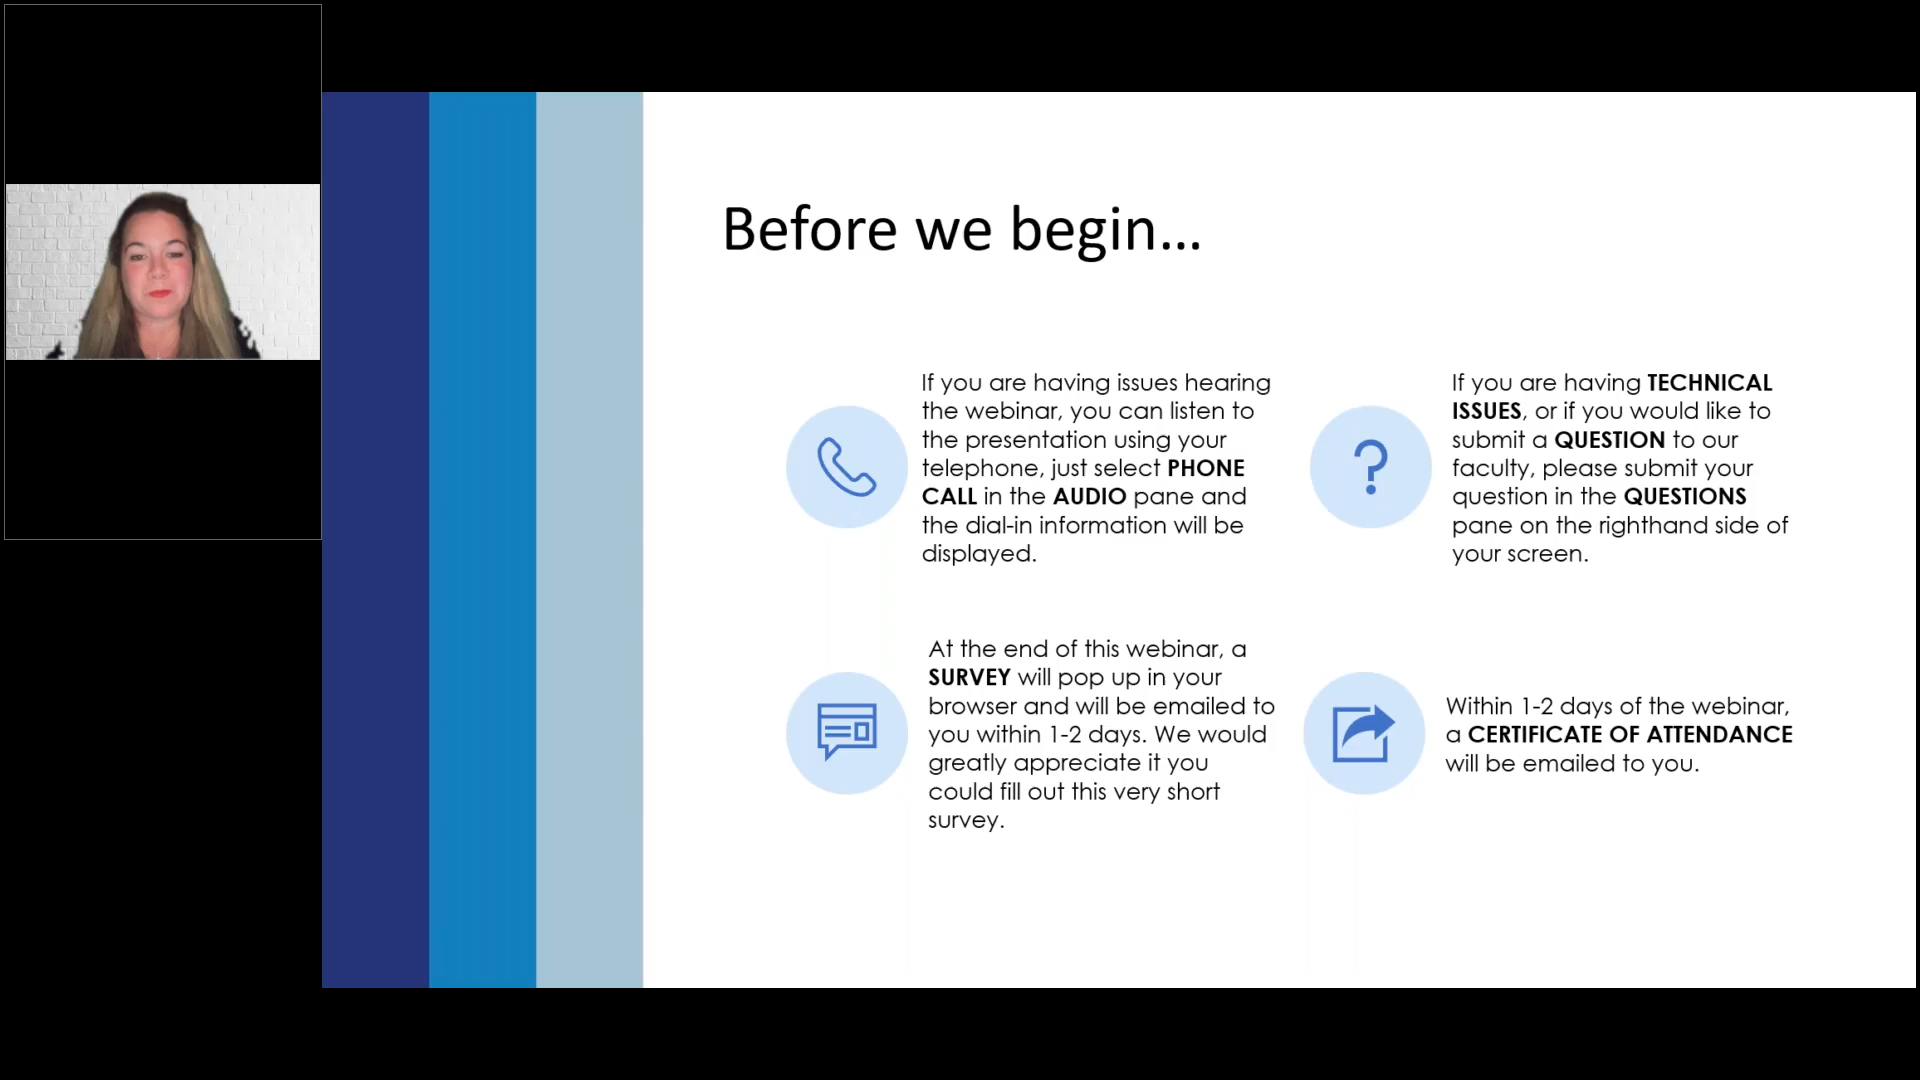 Before we begin...
If you are having issues hearing
the webinar, you can listen to
the presentation using your
telephone, just select PHONE
CALL in the AUDIO pane and
the dial-in information will be
displayed.
If you are having TECHNICAL
ISSUES, or if you would like to
submit a QUESTION to our
faculty, please submit your
question in the QUESTIONS
pane on the righthand side of
your screen.
At the end of this webinar, a
SURVEY will pop up in your
browser and will be emailed to
you within 1-2 days. We would
greatly appreciate it you
could fill out this very short
survey.
Within 1-2 days of the webinar,
a CERTIFICATE OF ATTENDANCE
will be emailed to you.